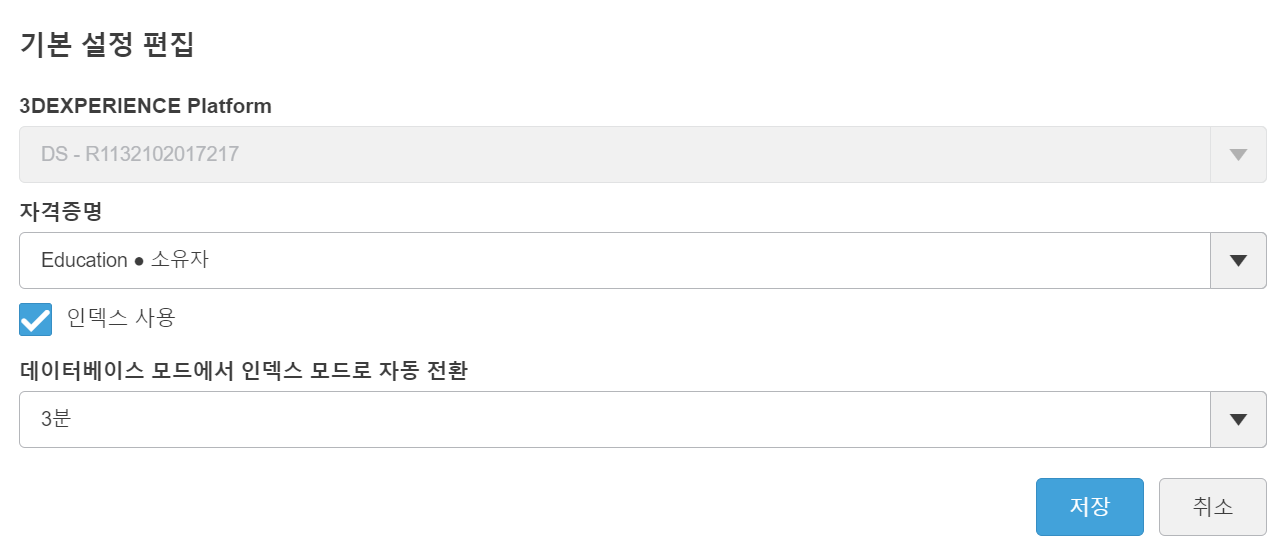 기본 설정 편집
3DEXPERIENCE Platform
DS - R1132102017217
자격증명
Education ● 소유자
인덱스 사용
데이터베이스 모드에서 인덱스 모드로 자동 전환
3분
저장 취소